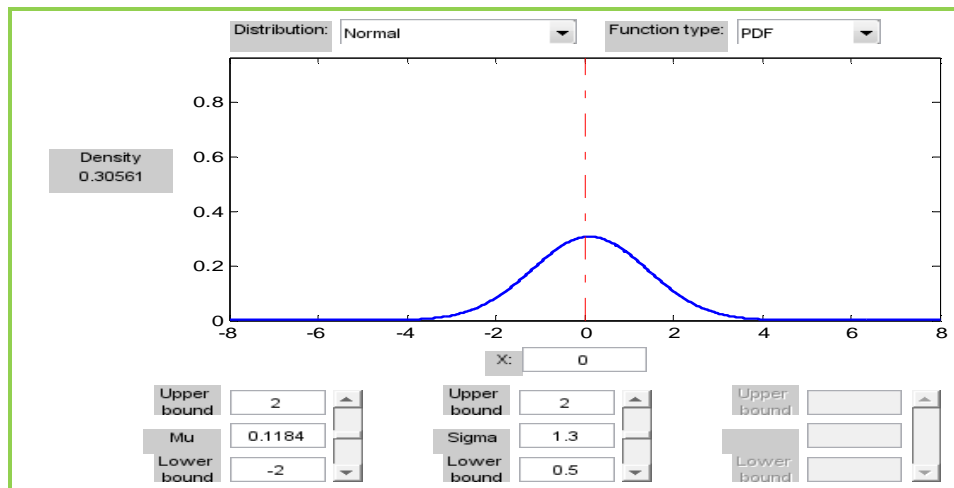 Distribution: Normal Function type: PDF
0.8
0.6
Density
0.30561
0.4
0.2
0
-8 -6 -4 -2 0 2 4 6 8
X: 0
Upper bound 2 Upper bound 2 Upper bound
Mu 0.1184 Sigma 1.3
Lower bound -2 Lower bound 0.5 Lower bound